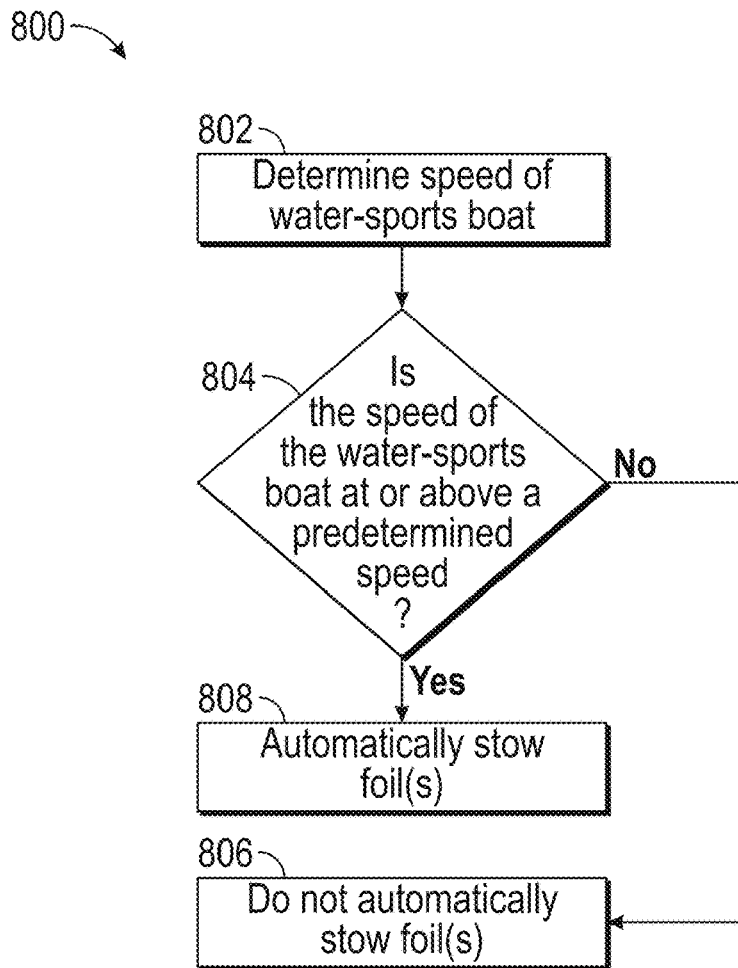 800
802
Determine speed of
water-sports boat
804
Is
the speed of
the water-sports
boat at or above a
predetermined
speed
?
No
Yes
808
Automatically stow
foil(s)
806
Do not automatically
stow foil(s)